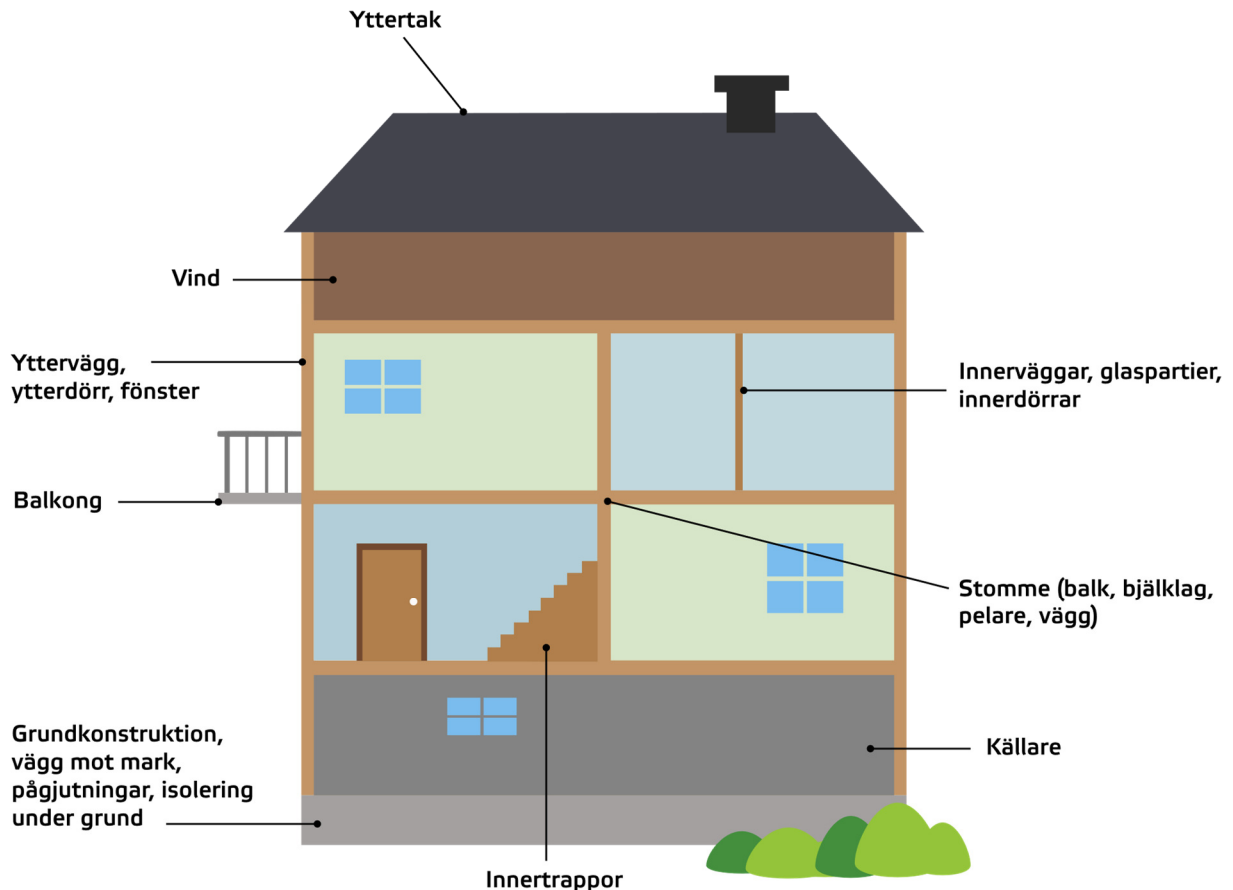 Yttertak
Vind
Yttervägg,
ytterdörr, fönster
Innerväggar, glaspartier,
innerdörrar
Balkong
Stomme (balk, bjälklag,
pelare, vägg)
Grundkonstruktion,
vägg mot mark,
pågjutningar, isolering
under grund
Källare
Innertrappor